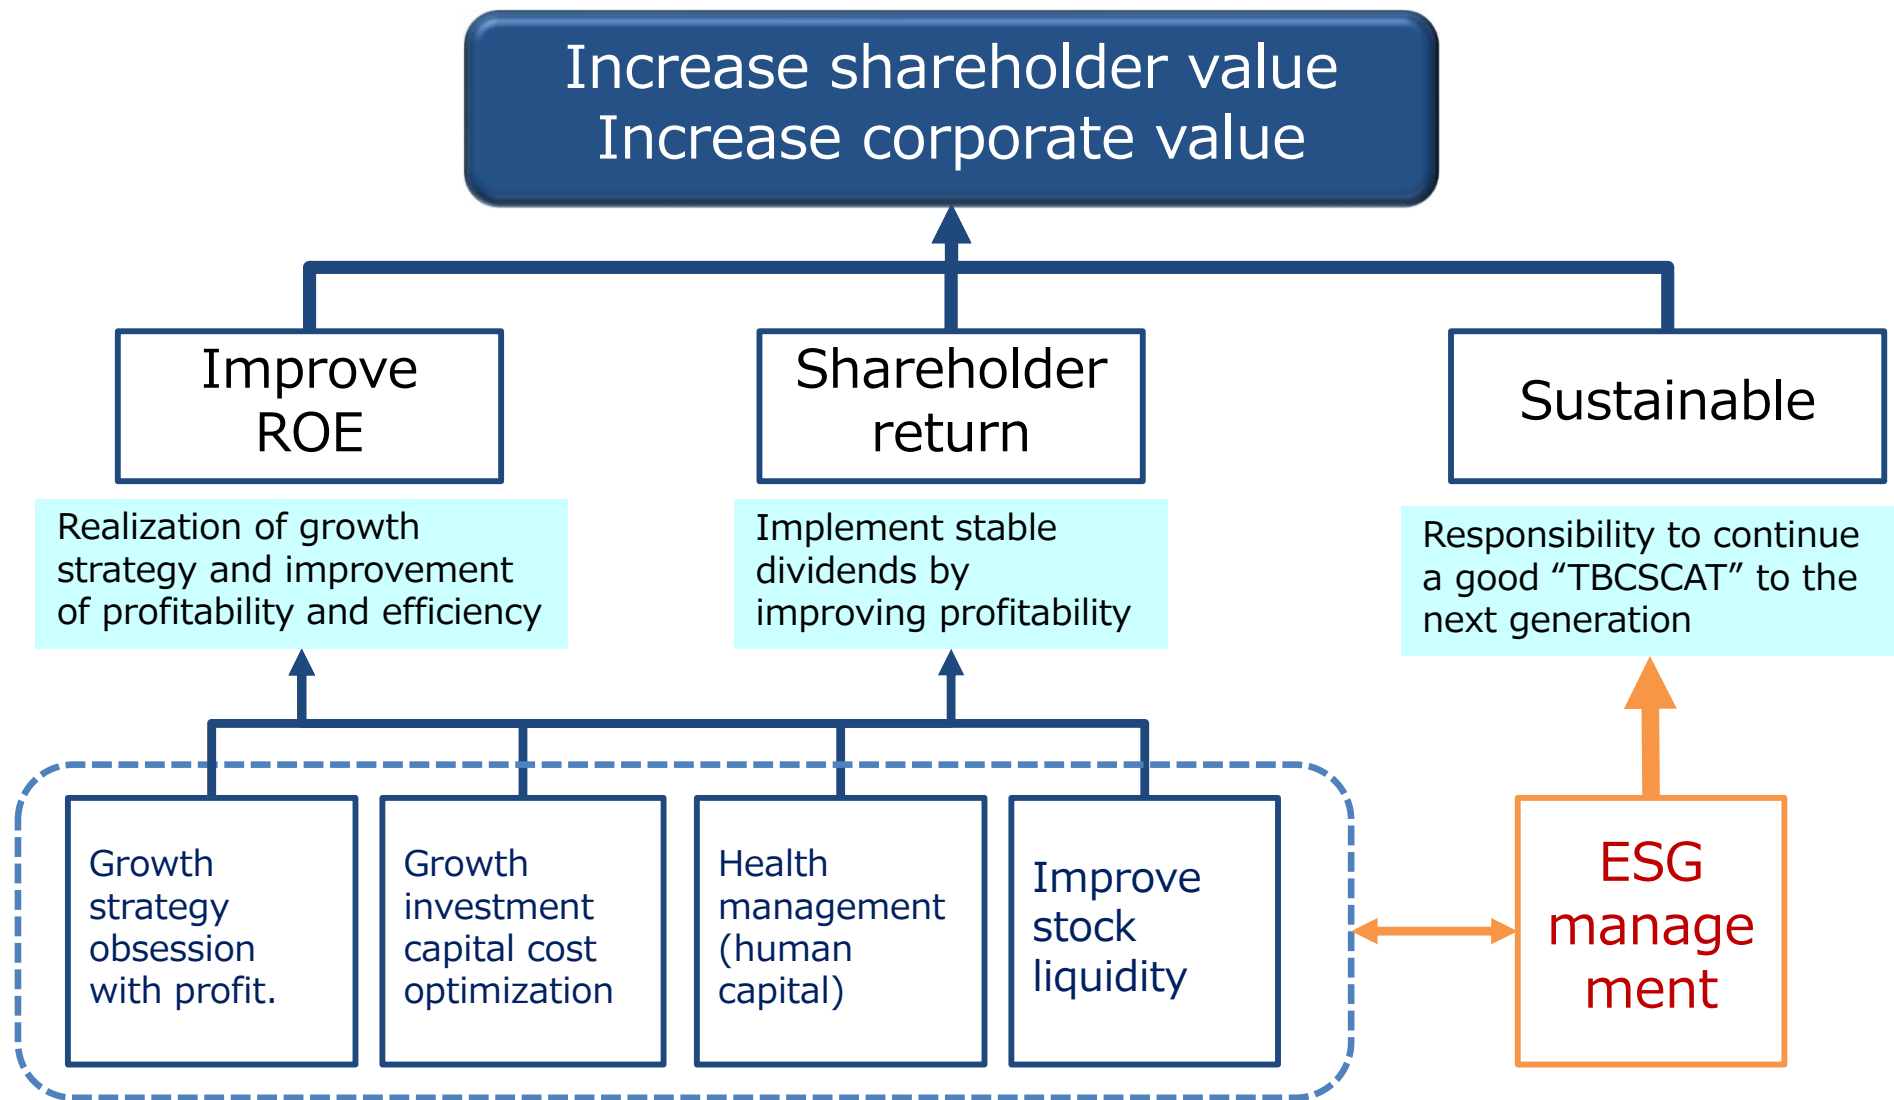 Increase shareholder value
Increase corporate value
Improve
ROE
Shareholder
return
Sustainable
Realization of growth
strategy and improvement
of profitability and efficiency
Implement stable
dividends by
improving profitability
Responsibility to continue
a good “TBCSCAT” to the
next generation
Growth
strategy
obsession
with profit.
Growth
investment
capital cost
optimization
Health
management
(human
capital)
Improve
stock
liquidity
ESG
manage
ment